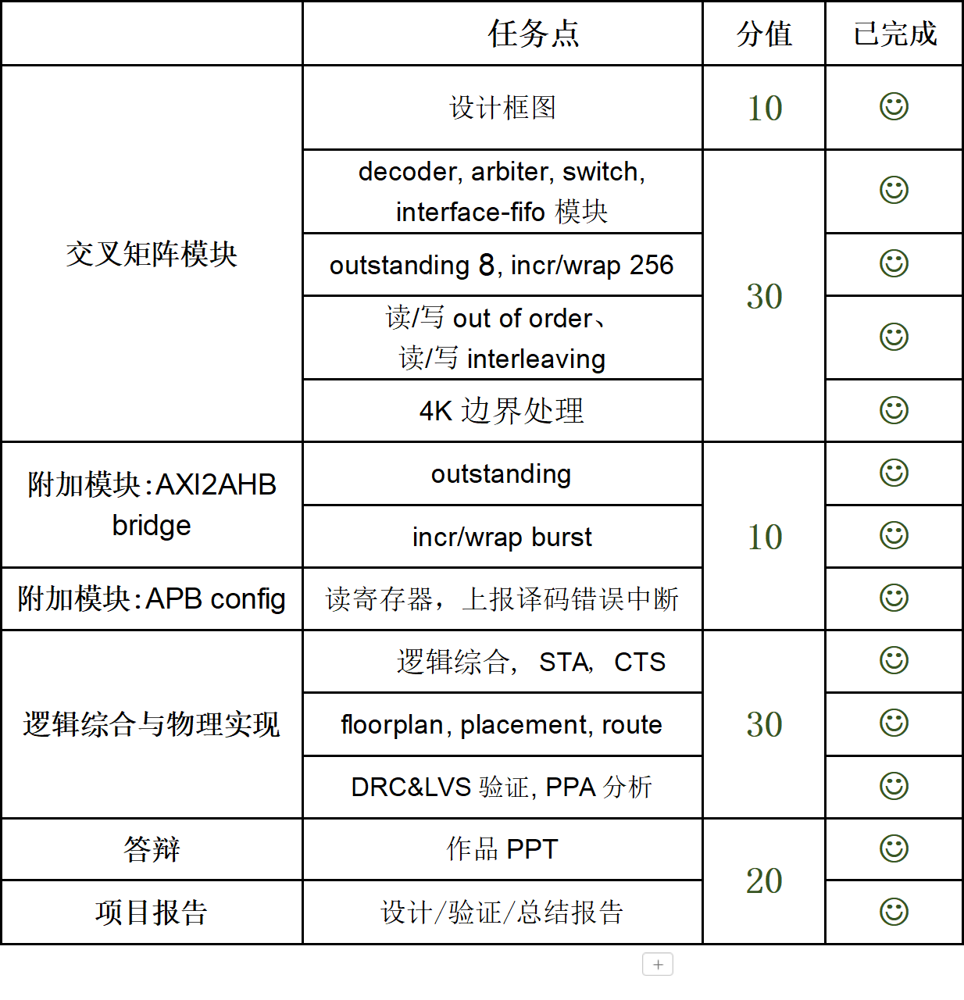 任务点
分值
已完成
交叉矩阵模块
设计框图
10
decoder, arbiter, switch,
interface-fifo 模块
30
outstanding 8, incr/wrap 256
读/写 out of order、
读/写 interleaving
4K 边界处理
附加模块:AXI2AHB
bridge
outstanding
10
incr/wrap burst
附加模块:APB config
读寄存器，上报译码错误中断
逻辑综合与物理实现
逻辑综合, STA, CTS
30
floorplan, placement, route
DRC&LVS 验证, PPA 分析
答辩
作品 PPT
20
项目报告
设计/验证/总结报告